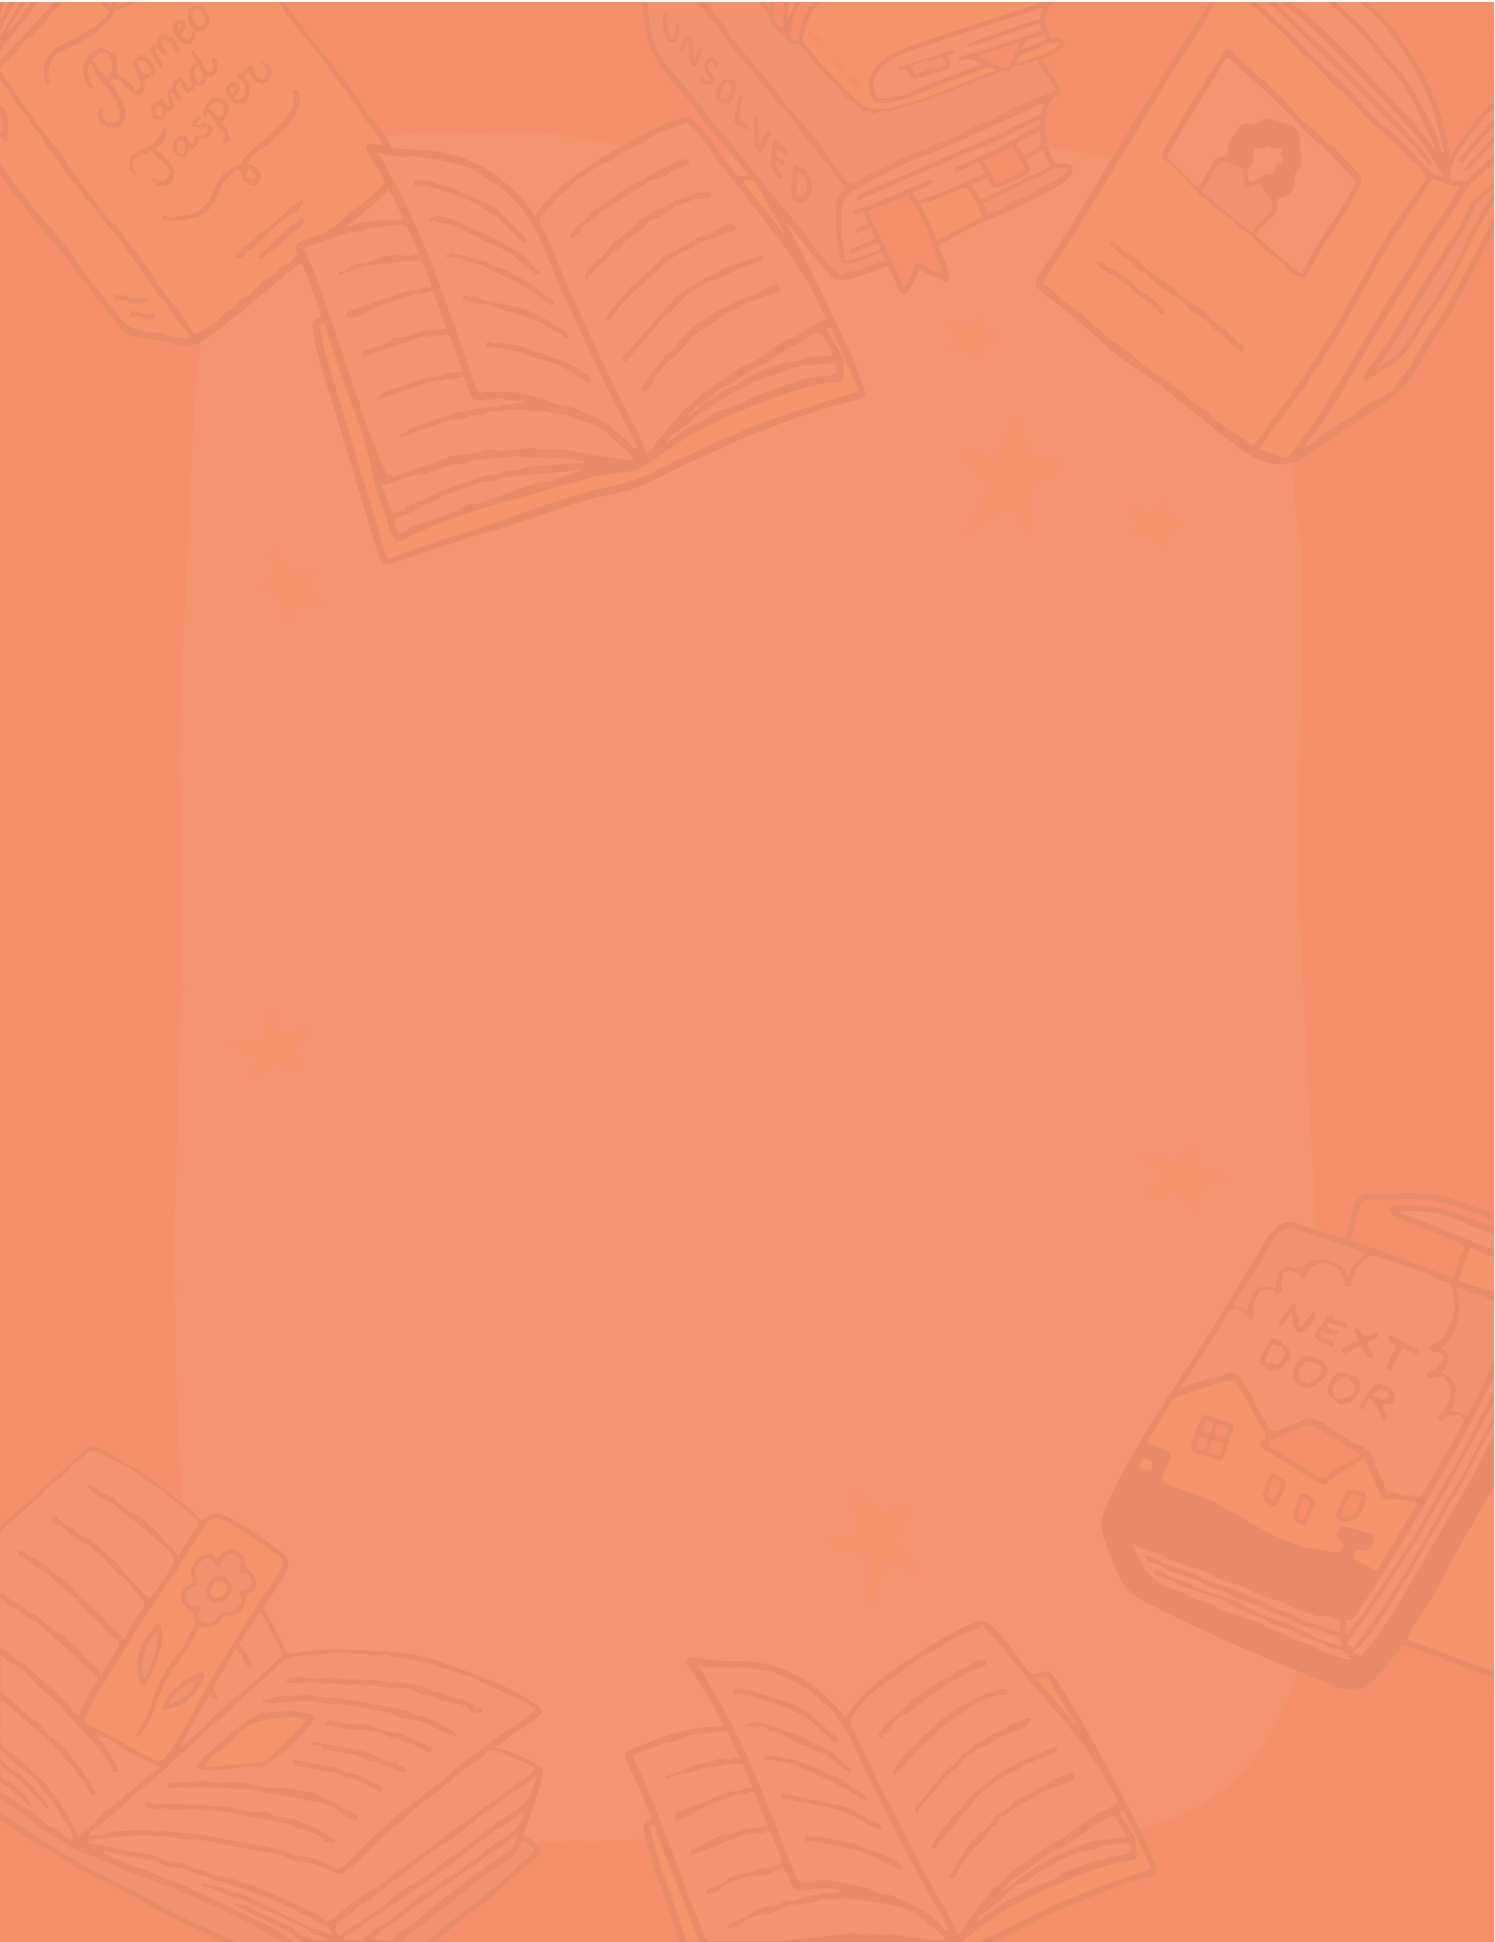 Romeo
and
Jasper
UNSOLVED
NEXT
DOOR